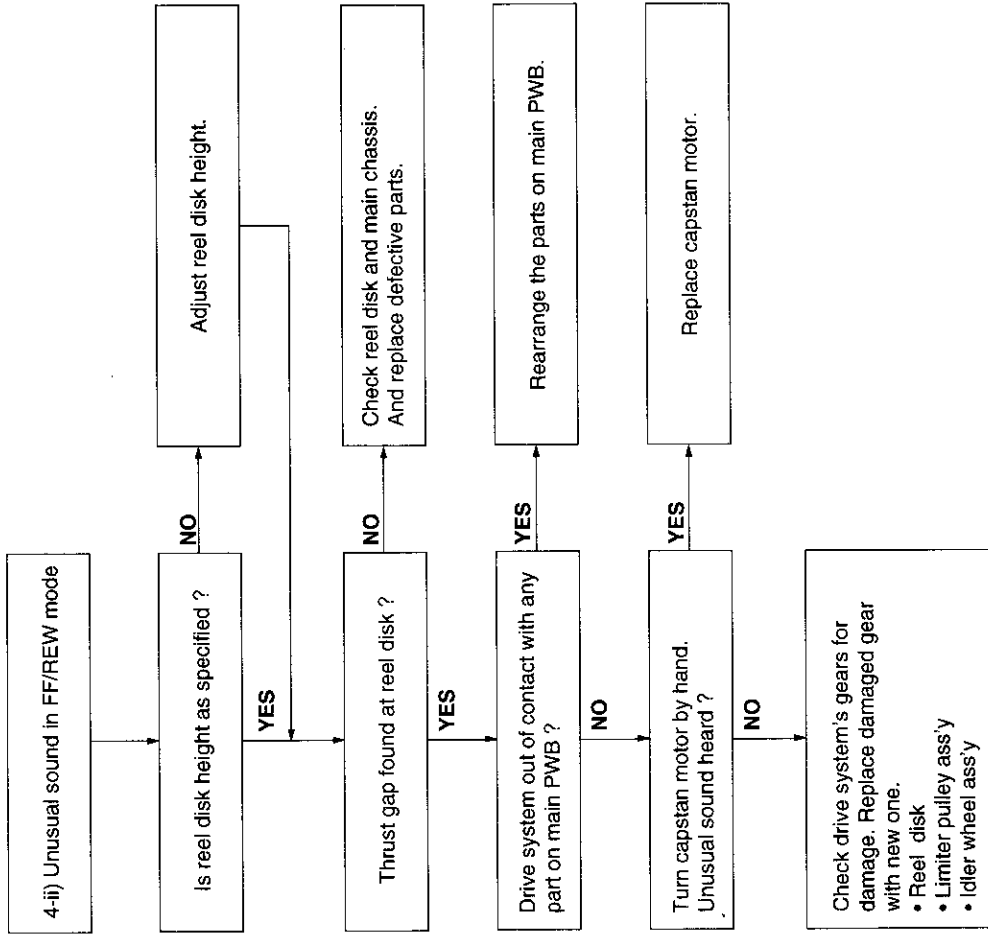 4-ii) Unusual sound in FF/REW mode
Is reel disk height as specified ?
NO
Adjust reel disk height.
YES
Thrust gap found at reel disk ?
NO
Check reel disk and main chassis.
And replace defective parts.
YES
Drive system out of contact with any
part on main PWB ?
YES
Rearrange the parts on main PWB.
NO
Turn capstan motor by hand.
Unusual sound heard ?
YES
Replace capstan motor.
NO
Check drive system's gears for
damage. Replace damaged gear
with new one.
• Reel disk
• Limiter pulley ass'y
• Idler wheel ass'y